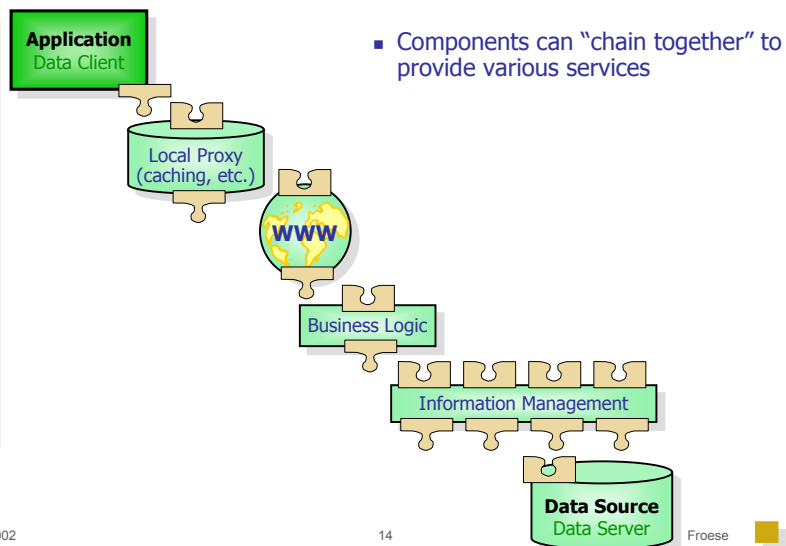 Application
Data Client
■ Components can “chain together” to
provide various services
Local Proxy
(caching, etc.)
WWW
Business Logic
Information Management
Data Source
Data Server
002
14
Froese